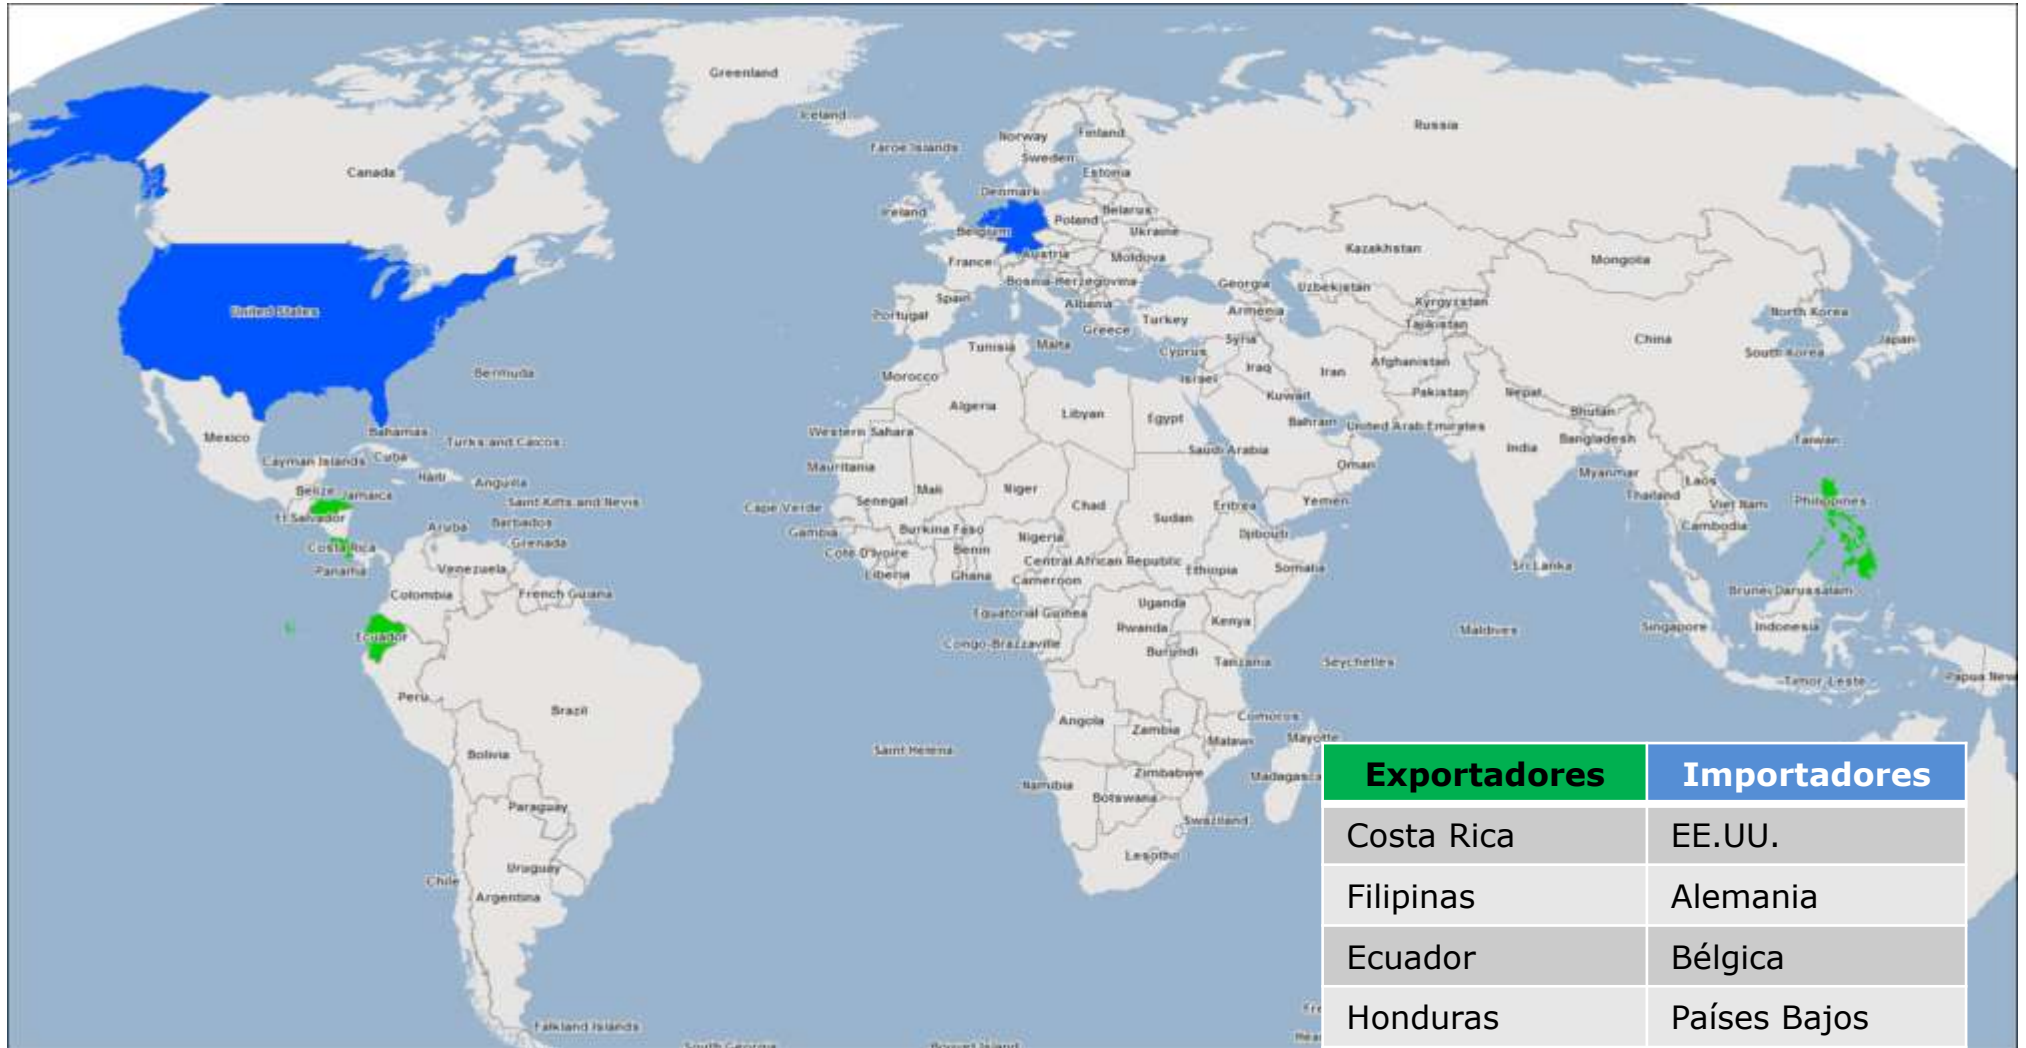 Greenland
Iceland
Russia
Norway
Finland
Faroe Islands
Sweden
Canada
Estonia
Denmark
Ireland
Poland
Belarus
Belgium
Ukraine
Kazakhstan
France
Austria
Moldova
Mongolia
Bosnia-Herzegovina
Georgia
Uzbekistan
Spain
Albania
Kyrgyzstan
United States
Portugal
Turkey
Armenia
North Korea
Greece
Tajikistan
Tunisia
Malta
Cyprus
Syria
China
Japan
South Korea
Afghanistan
Bermuda
Morocco
Israel
Iraq
Iran
Kuwait
Pakistan
Nepal
Algeria
Libyan
Egypt
Bhutan
Bahamas
Western Sahara
Bahrain
United Arab Emirates
Mexico
Turks and Caicos
Bangladesh
Taiwan
Cayman Islands
Cuba
Saudi Arabia
India
Mauritania
Oman
Myanmar
Haiti
Anguilla
Laos
Belize
Jamaica
Saint Kitts and Nevis
Cape Verde
Senegal
Mali
Niger
Chad
Eritrea
Yemen
Thailand
Viet Nam
Philippines
El Salvador
Aruba
Barbados
Gambia
Burkina Faso
Sudan
Cambodia
Costa Rica
Grenada
Cote D'Ivoire
Benin
Nigeria
Djibouti
Panama
Venezuela
Liberia
Ghana
Central African Republic
Cameroon
Ethiopia
Somalia
Sri Lanka
Colombia
French Guiana
Uganda
Brunei Darussalam
Equatorial Guinea
Rwanda
Kenya
Maldives
Singapore
Indonesia
Ecuador
Congo-Brazzaville
Burundi
Tanzania
Seychelles
Timor-Leste
Papua New
Peru
Brazil
Angola
Zambia
Comoros
Malawi
Mayotte
Saint Helena
Bolivia
Namibia
Zimbabwe
Madagasca
Botswana
Paraguay
Swaziland
Lesotho
Uruguay
Chile
Argentina
Falkland Islands
South Georgia
Bouvet Island
Exportadores Importadores
Costa Rica EE.UU.
Filipinas Alemania
Ecuador Bélgica
Honduras Países Bajos